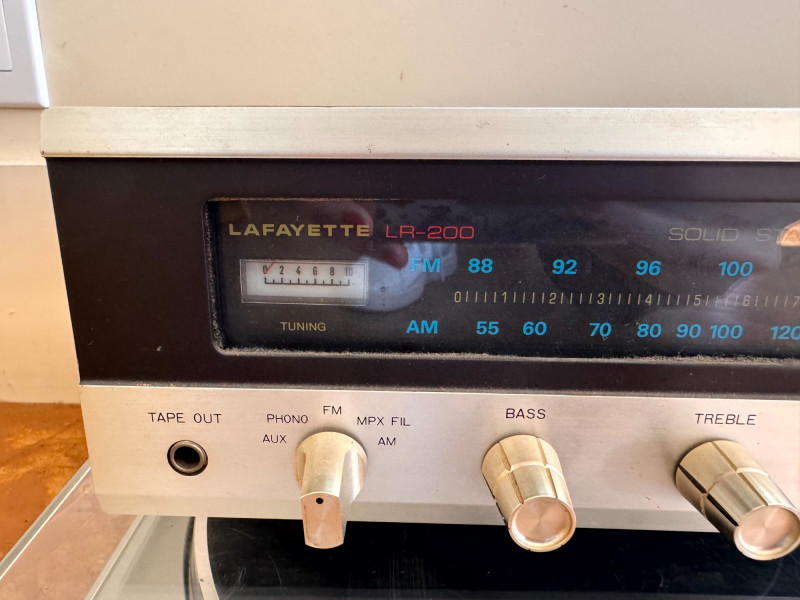 LAFAYETTE LR-200 SOLID
0 2 4 6 8 10
FM 88 92 96 100
0 1 2 3 4 5 6 7
TUNING AM 55 60 70 80 90 100 120
TAPE OUT PHONO FM MPX FIL BASS TREBLE
AUX AM